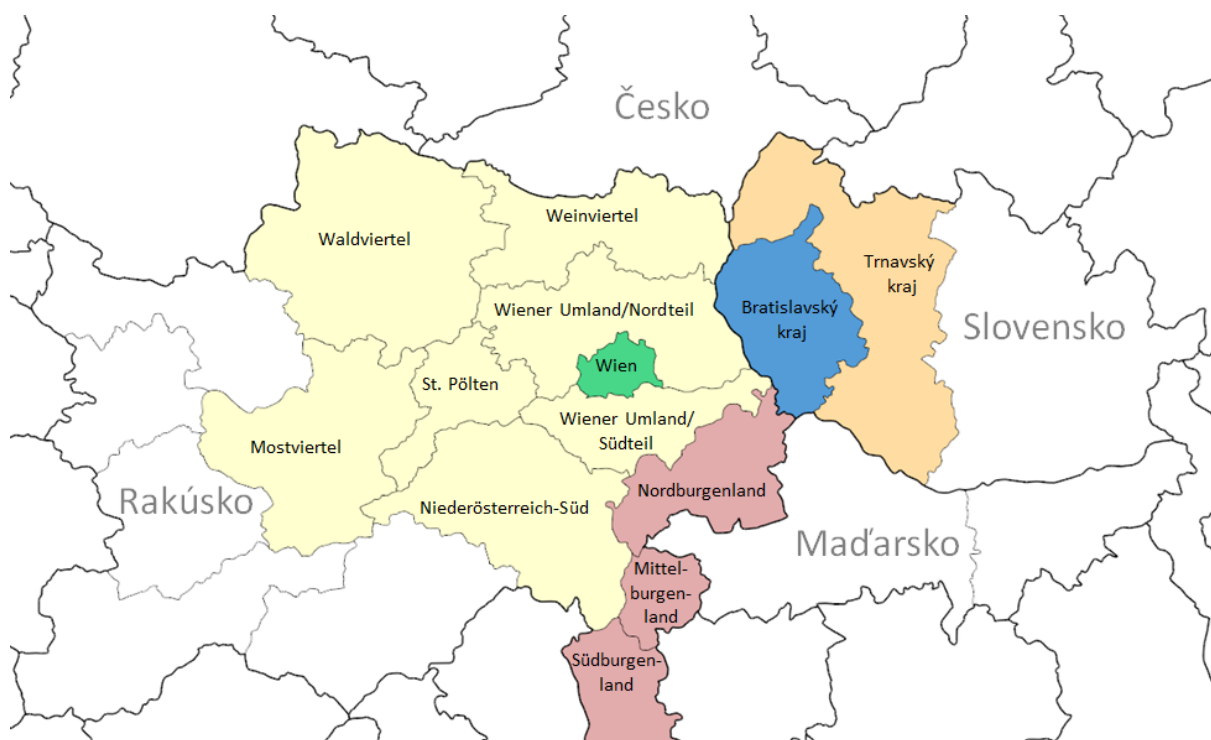 Česko
Weinviertel
Waldviertel
Trnavský
kraj
Wiener Umland/Nordteil
Bratislavský
kraj
Slovensko
Wien
St. Pölten
Wiener Umland/
Südteil
Mostviertel
Rakúsko
Nordburgenland
Niederösterreich-Süd
Maďarsko
Mittel-
burgen-
land
Südburgen-
land